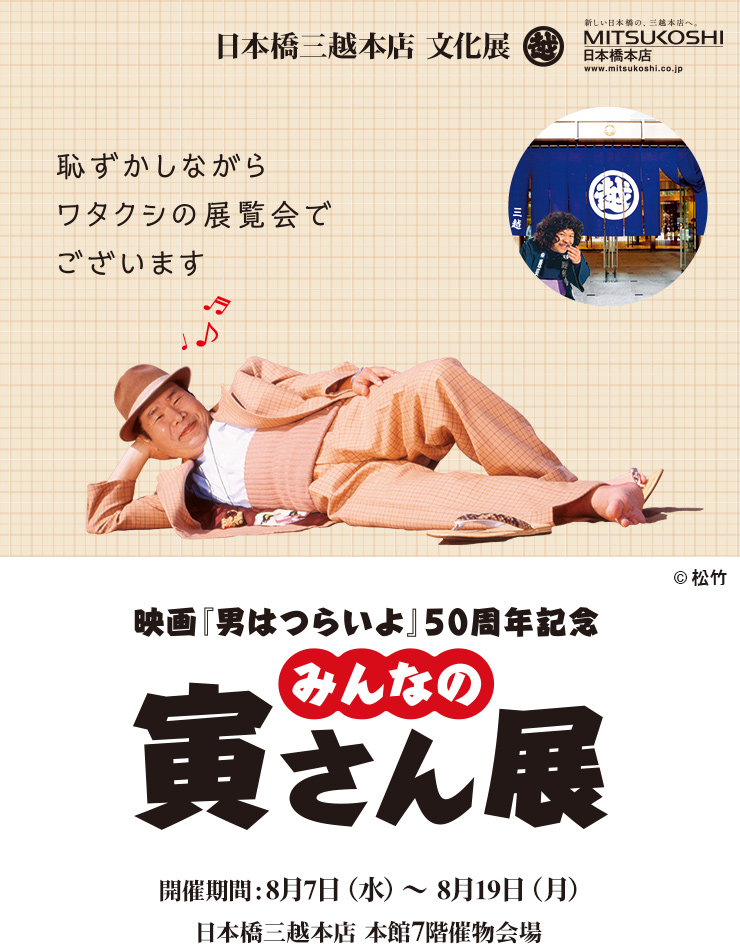 日本橋三越本店 文化展
越
新しい日本橋の、三越本店へ。
MITSUKOSHI
日本橋本店
www.mitsukoshi.co.jp
恥ずかしながら
ワタクシの展覧会で
ございます
越
三越
© 松竹
映画『男はつらいよ』50周年記念
みんなの
寅さん展
開催期間:8月7日(水)〜 8月19日(月)
日本橋三越本店 本館7階催物会場